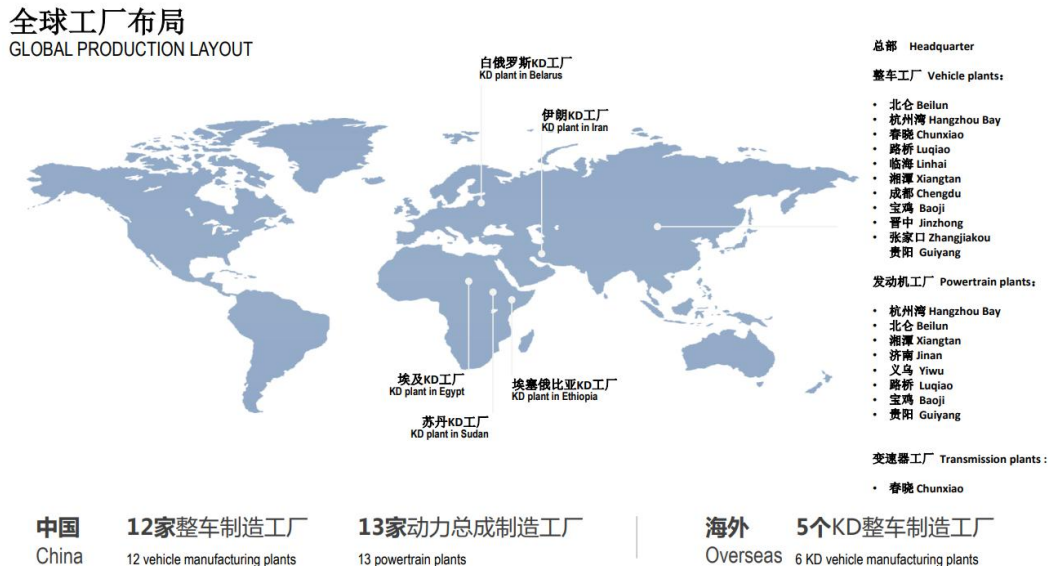 全球工厂布局
GLOBAL PRODUCTION LAYOUT
白俄罗斯KD工厂
KD plant in Belarus
伊朗KD工厂
KD plant in Iran
埃及KD工厂
KD plant in Egypt
埃塞俄比亚KD工厂
KD plant in Ethiopia
苏丹KD工厂
KD plant in Sudan
总部 Headquarter
整车工厂 Vehicle plants：
• 北仑 Beilun
• 杭州湾 Hangzhou Bay
• 春晓 Chunxiao
• 路桥 Luqiao
• 临海 Linhai
• 湘潭 Xiangtan
• 成都 Chengdu
• 宝鸡 Baoji
• 晋中 Jinzhong
• 张家口 Zhangjiakou
贵阳 Guiyang
发动机工厂 Powertrain plants：
• 杭州湾 Hangzhou Bay
• 北仑 Beilun
• 湘潭 Xiangtan
• 济南 Jinan
• 义乌 Yiwu
• 路桥 Luqiao
• 宝鸡 Baoji
• 贵阳 Guiyang
变速器工厂 Transmission plants :
• 春晓 Chunxiao
中国 12家整车制造工厂 13家动力总成制造工厂 海外 5个KD整车制造工厂
China 12 vehicle manufacturing plants 13 powertrain plants Overseas 6 KD vehicle manufacturing plants